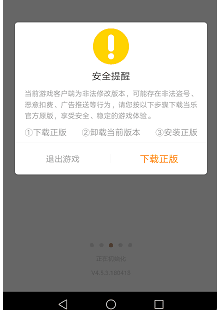 安全提醒
当前游戏客户端为非法修改版本，可能存在非法盗号、
恶意扣费、广告推送等行为，请您按以下步骤下载当乐
官方原版，享受安全、稳定的游戏体验。
①下载正版 ②卸载当前版本 ③安装正版
退出游戏 下载正版